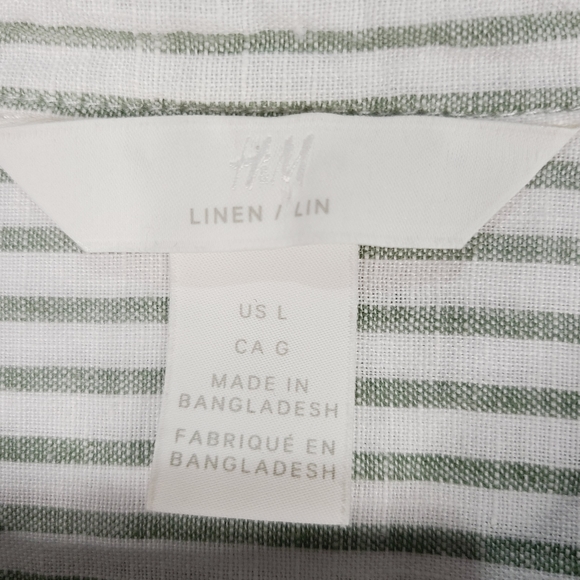 H&M
LINEN / LIN
US L
CA G
MADE IN
BANGLADESH
FABRIQUÉ EN
BANGLADESH